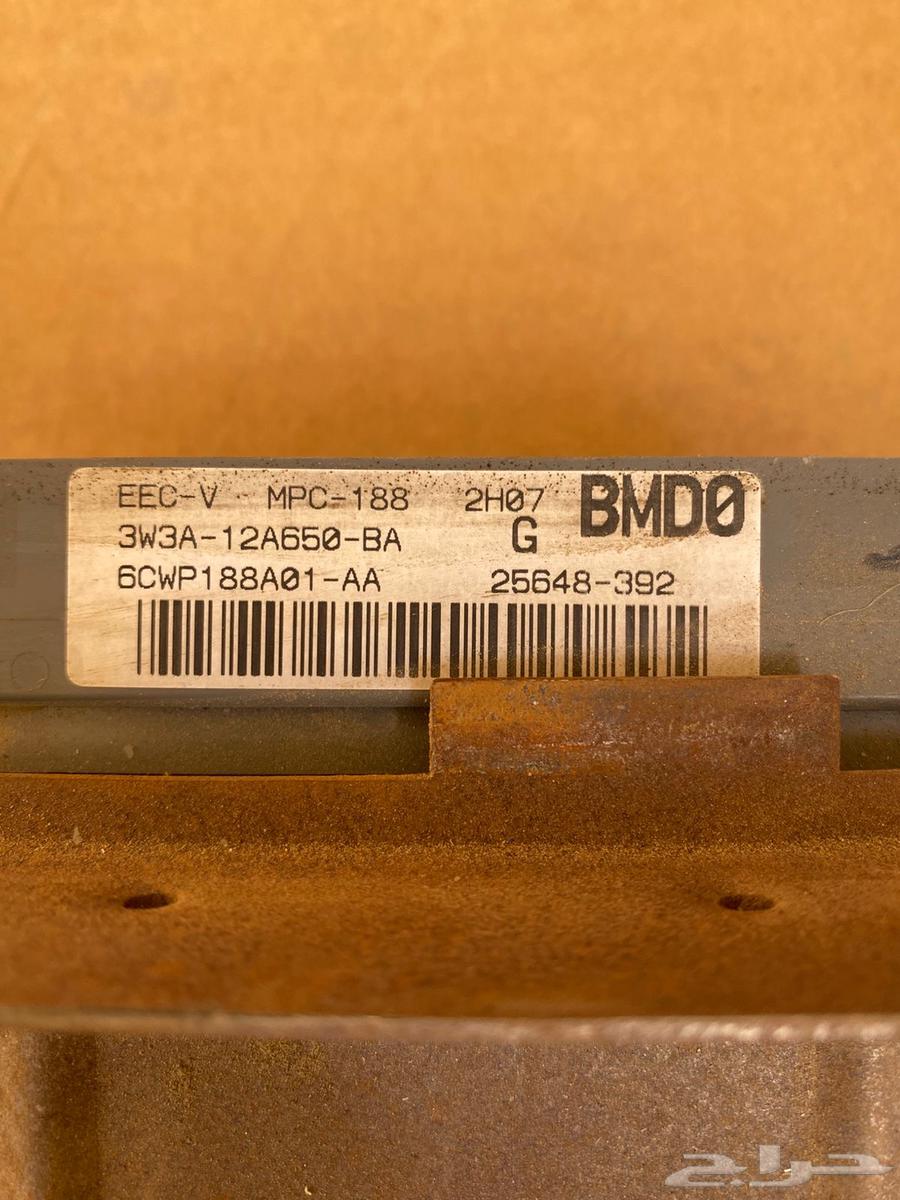 EEC-V MPC-188 2H07 BMD0
3W3A-12A650-BA G
6CWP188A01-AA 25648-392
حراج